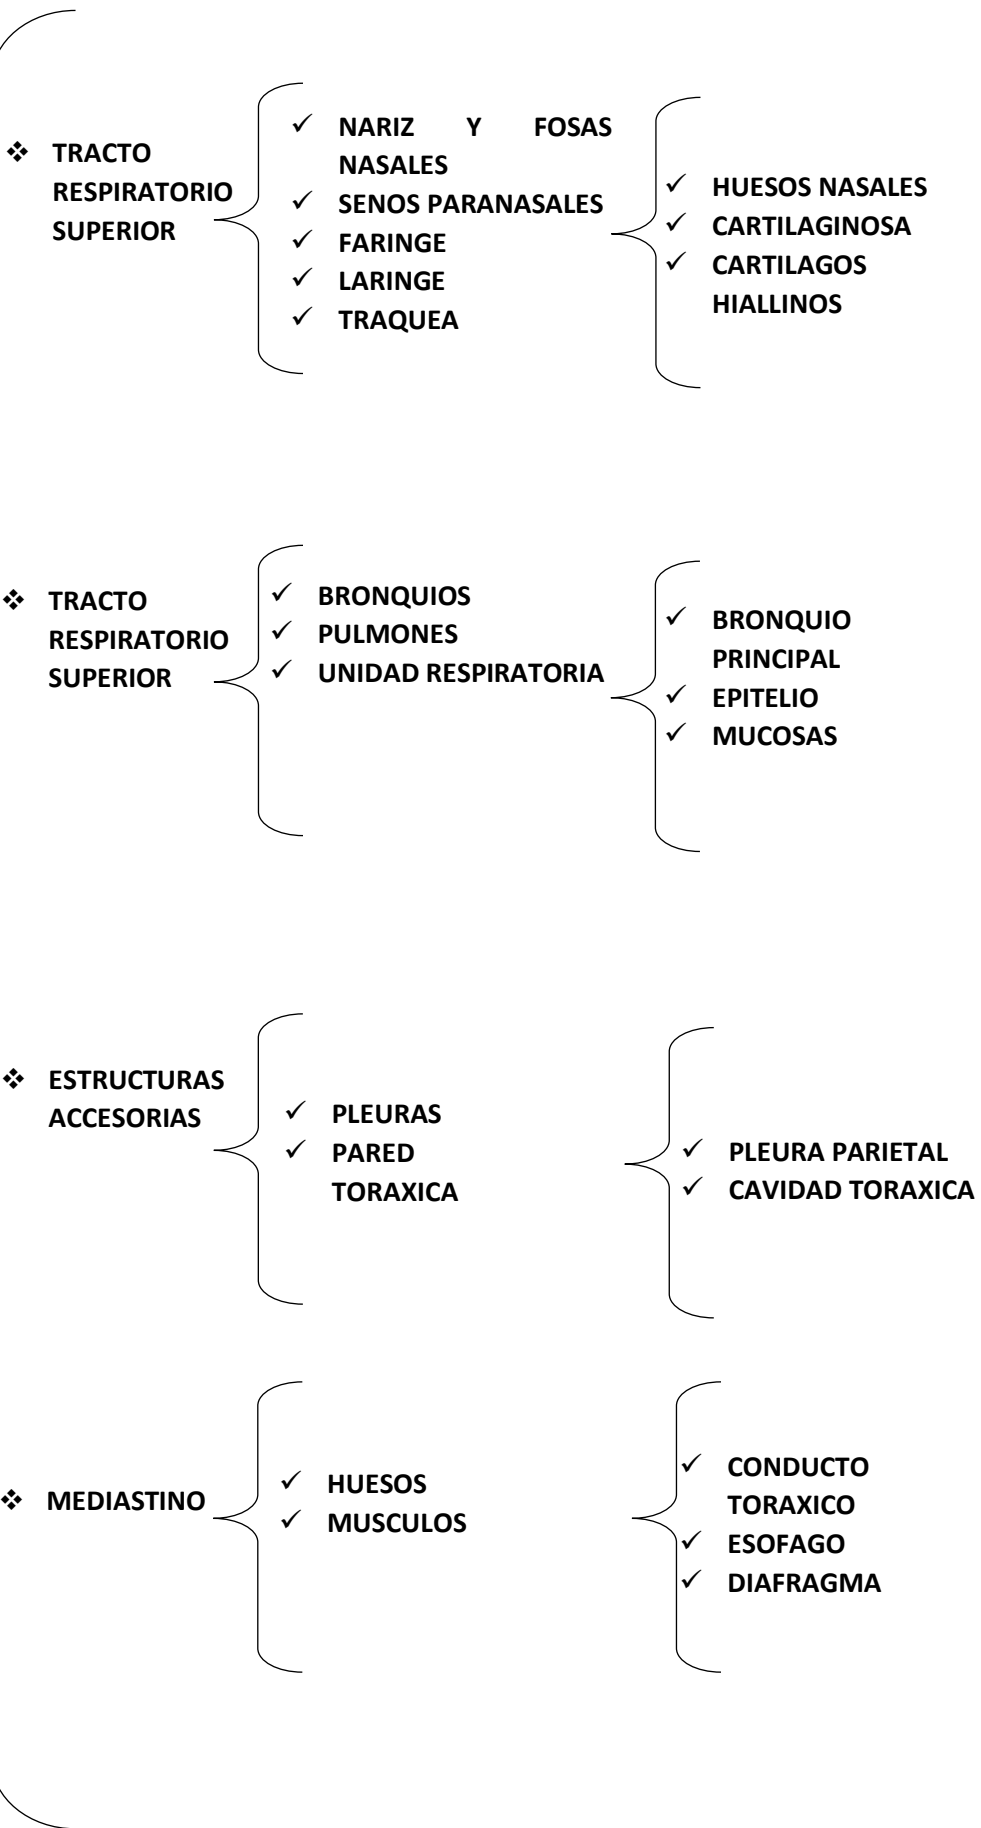 ❖ TRACTO
RESPIRATORIO
SUPERIOR
✓ NARIZ Y FOSAS
NASALES
✓ SENOS PARANASALES
✓ FARINGE
✓ LARINGE
✓ TRAQUEA
✓ HUESOS NASALES
✓ CARTILAGINOSA
✓ CARTILAGOS
HIALLINOS
❖ TRACTO
RESPIRATORIO
SUPERIOR
✓ BRONQUIOS
✓ PULMONES
✓ UNIDAD RESPIRATORIA
✓ BRONQUIO
PRINCIPAL
✓ EPITELIO
✓ MUCOSAS
❖ ESTRUCTURAS
ACCESORIAS
✓ PLEURAS
✓ PARED
TORAXICA
✓ PLEURA PARIETAL
✓ CAVIDAD TORAXICA
❖ MEDIASTINO
✓ HUESOS
✓ MUSCULOS
✓ CONDUCTO
TORAXICO
✓ ESOFAGO
✓ DIAFRAGMA